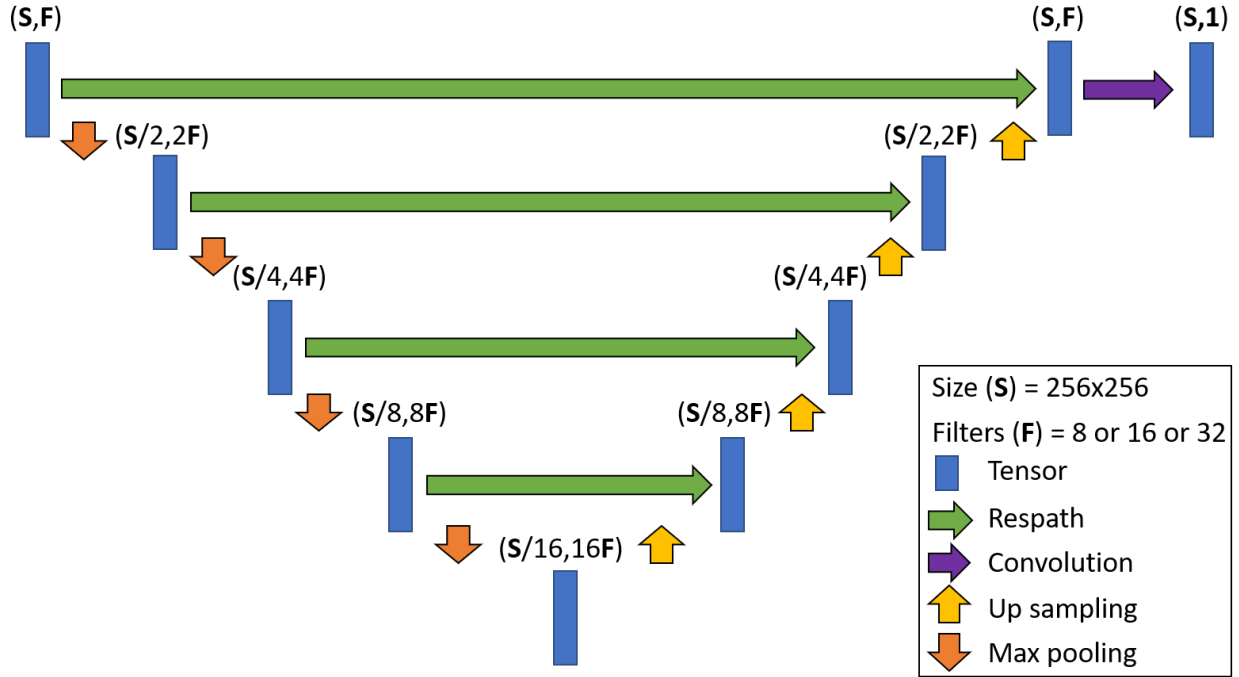 (S,F) (S,F) (S,1)
(S/2,2F) (S/2,2F)
(S/4,4F) (S/4,4F)
(S/8,8F) (S/8,8F)
(S/16,16F)
Size (S) = 256x256
Filters (F) = 8 or 16 or 32
Tensor
Respath
Convolution
Up sampling
Max pooling